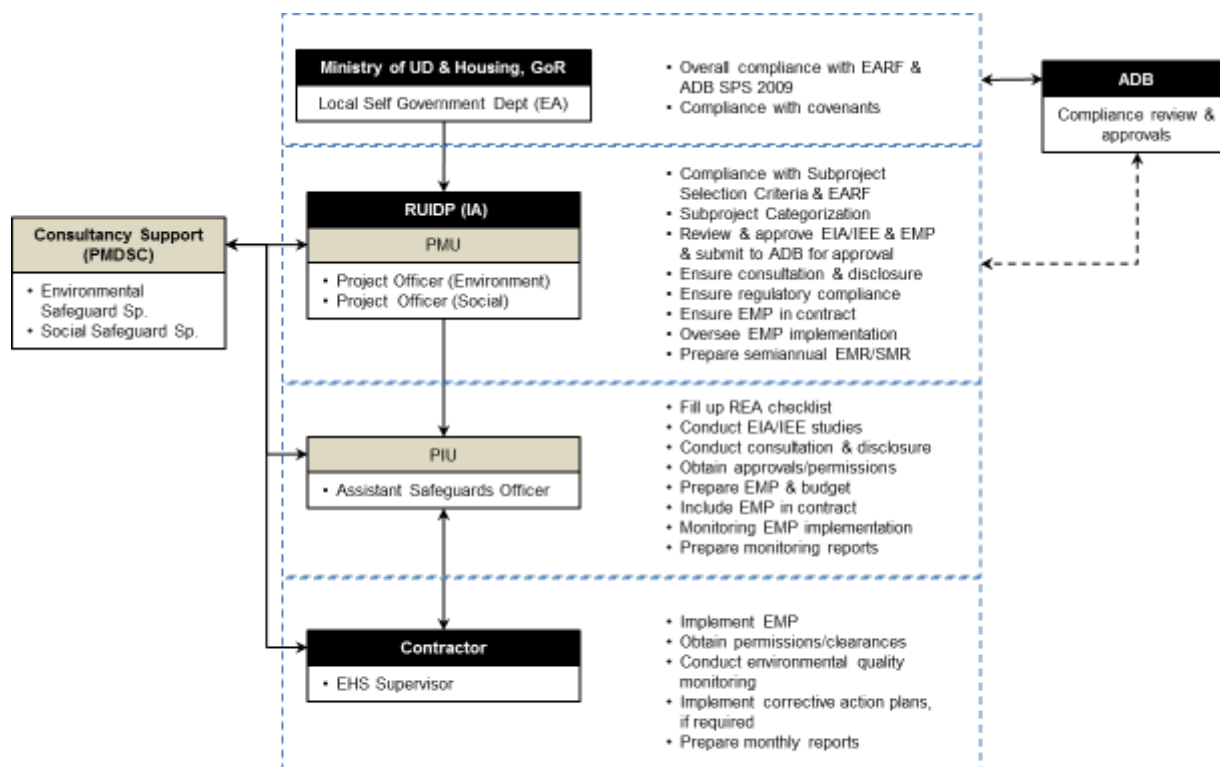 Ministry of UD & Housing, GoR
Local Self Government Dept (EA)
• Overall compliance with EARF &
ADB SPS 2009
• Compliance with covenants
ADB
Compliance review &
approvals
Consultancy Support
(PMDSC)
• Environmental
Safeguard Sp.
• Social Safeguard Sp.
RUIDP (IA)
PMU
• Project Officer (Environment)
• Project Officer (Social)
• Compliance with Subproject
Selection Criteria & EARF
• Subproject Categorization
• Review & approve EIA/IEE & EMP
& submit to ADB for approval
• Ensure consultation & disclosure
• Ensure regulatory compliance
• Ensure EMP in contract
• Oversee EMP implementation
• Prepare semiannual EMR/SMR
PIU
• Assistant Safeguards Officer
• Fill up REA checklist
• Conduct EIA/IEE studies
• Conduct consultation & disclosure
• Obtain approvals/permissions
• Prepare EMP & budget
• Include EMP in contract
• Monitoring EMP implementation
• Prepare monitoring reports
Contractor
• EHS Supervisor
• Implement EMP
• Obtain permissions/clearances
• Conduct environmental quality
monitoring
• Implement corrective action plans,
if required
• Prepare monthly reports